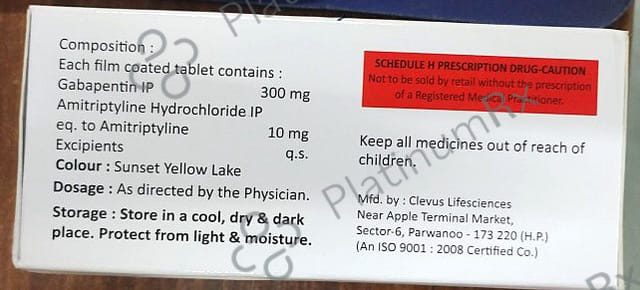 Composition :
Each film coated tablet contains :
Gabapentin IP 300 mg
Amitriptyline Hydrochloride IP
eq. to Amitriptyline 10 mg
Excipients q.s.
Colour : Sunset Yellow Lake
Dosage : As directed by the Physician.
Storage : Store in a cool, dry & dark
place. Protect from light & moisture.
SCHEDULE H PRESCRIPTION DRUG-CAUTION
Not to be sold by retail without the prescription
of a Registered Medical Practitioner.
Keep all medicines out of reach of
children.
Mfd. by : Clevus Lifesciences
Near Apple Terminal Market,
Sector-6, Parwanoo - 173 220 (H.P.)
(An ISO 9001 : 2008 Certified Co.)
PlatinumRx